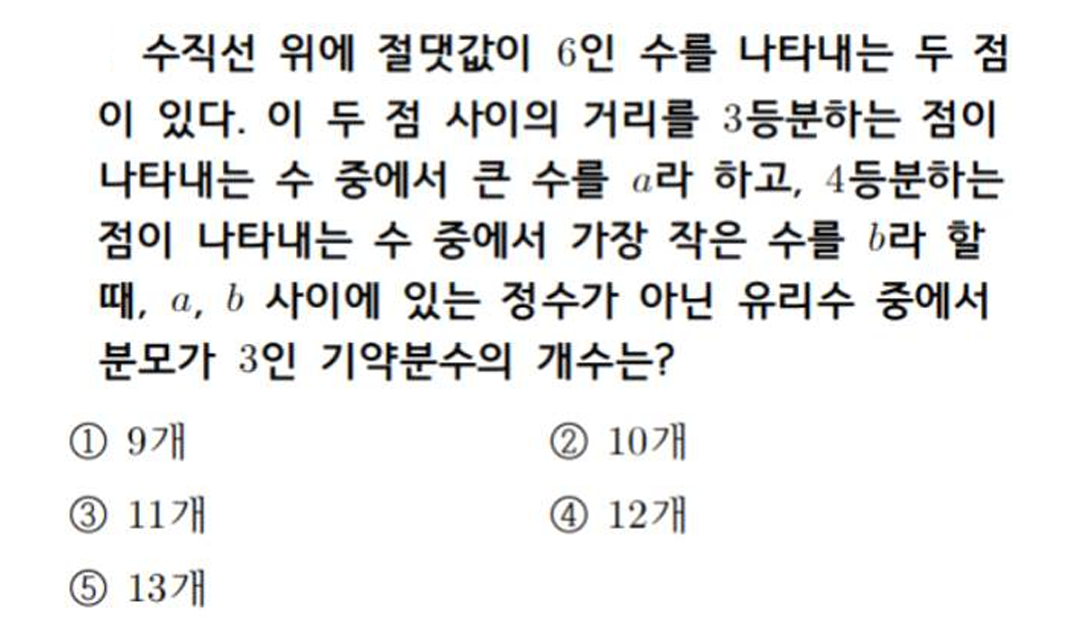 수직선 위에 절댓값이 6인 수를 나타내는 두 점
이 있다. 이 두 점 사이의 거리를 3등분하는 점이
나타내는 수 중에서 큰 수를 a라 하고, 4등분하는
점이 나타내는 수 중에서 가장 작은 수를 b라 할
때, a, b 사이에 있는 정수가 아닌 유리수 중에서
분모가 3인 기약분수의 개수는?
① 9개 ② 10개
③ 11개 ④ 12개
⑤ 13개